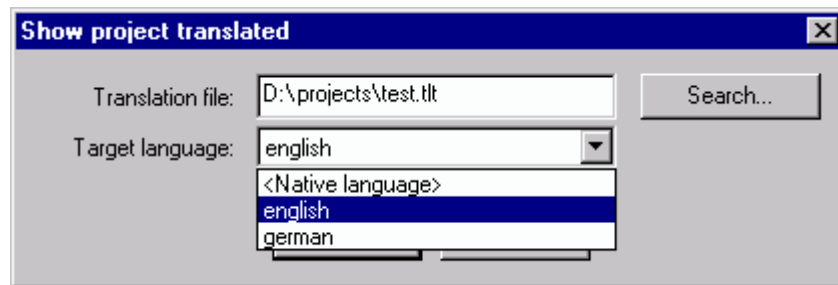 Show project translated
Translation file: D:\projects\test.tlt Search...
Target language: english
<Native language>
english
german